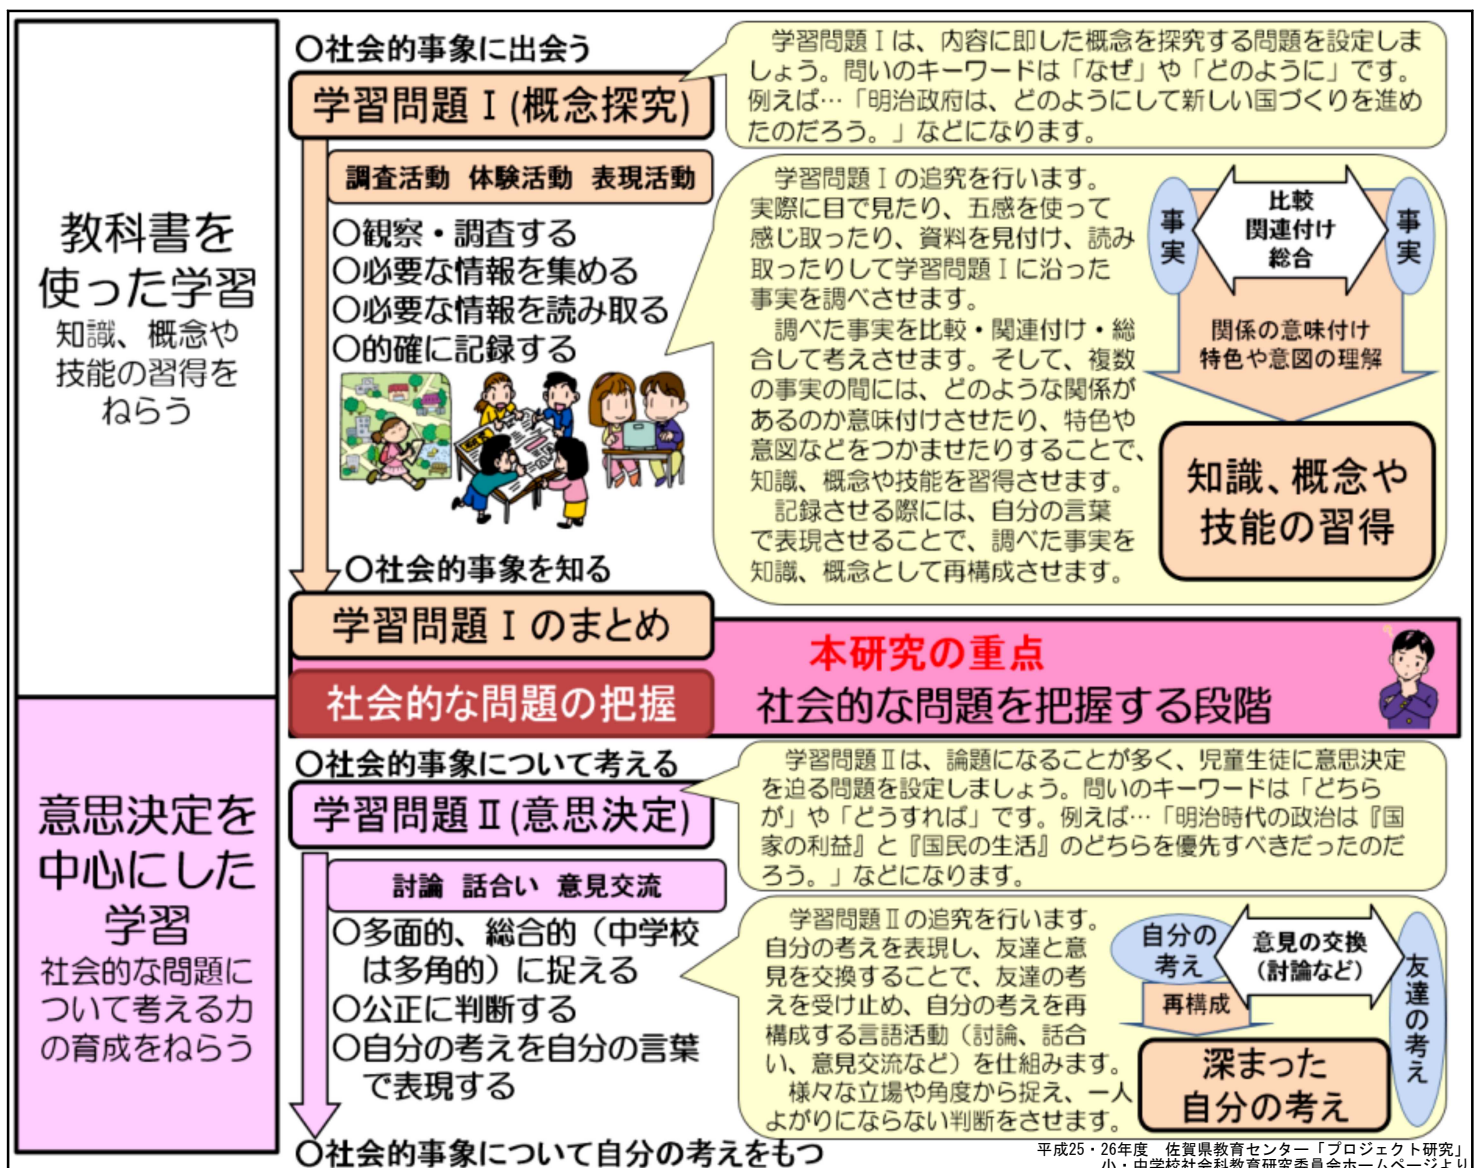 教科書を
使った学習
知識、概念や
技能の習得を
ねらう
〇社会的事象に出会う
学習問題Ⅰ(概念探究)
学習問題Ⅰは、内容に即した概念を探究する問題を設定しま
しょう。問いのキーワードは「なぜ」や「どのように」です。
例えば…「明治政府は、どのようにして新しい国づくりを進め
たのだろう。」などになります。
調査活動 体験活動 表現活動
〇観察・調査する
〇必要な情報を集める
〇必要な情報を読み取る
〇的確に記録する
学習問題Ⅰの追究を行います。
実際に目で見たり、五感を使って
感じ取ったり、資料を見付け、読み
取ったりして学習問題Ⅰに沿った
事実を調べさせます。
調べた事実を比較・関連付け・総
合して考えさせます。そして、複数
の事実の間には、どのような関係が
あるのか意味付けさせたり、特色や
意図などをつかませたりすることで、
知識、概念や技能を習得させます。
記録させる際には、自分の言葉
で表現させることで、調べた事実を
知識、概念として再構成させます。
事実
比較
関連付け
総合
事実
関係の意味付け
特色や意図の理解
知識、概念や
技能の習得
〇社会的事象を知る
学習問題Ⅰのまとめ
社会的な問題の把握
本研究の重点
社会的な問題を把握する段階
意思決定を
中心にした
学習
社会的な問題に
ついて考える力
の育成をねらう
〇社会的事象について考える
学習問題Ⅱ(意思決定)
学習問題Ⅱは、論題になることが多く、児童生徒に意思決定
を迫る問題を設定しましょう。問いのキーワードは「どちら
が」や「どうすれば」です。例えば…「明治時代の政治は『国
家の利益』と『国民の生活』のどちらを優先すべきだったのだ
ろう。」などになります。
討論 話合い 意見交流
〇多面的、総合的（中学校
は多角的）に捉える
〇公正に判断する
〇自分の考えを自分の言葉
で表現する
学習問題Ⅱの追究を行います。
自分の考えを表現し、友達と意
見を交換することで、友達の考
えを受け止め、自分の考えを再
構成する言語活動（討論、話合
い、意見交流など）を仕組みます。
様々な立場や角度から捉え、一人
よがりにならない判断をさせます。
自分の
考え
意見の交換
（討論など）
友達の考え
再構成
深まった
自分の考え
〇社会的事象について自分の考えをもつ
平成25・26年度 佐賀県教育センター「プロジェクト研究」
小・中学校社会科教育研究委員会ホームページより